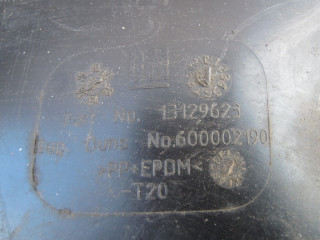 Part No. 13129623
No.600002190
>PP+EPDM<
-T20